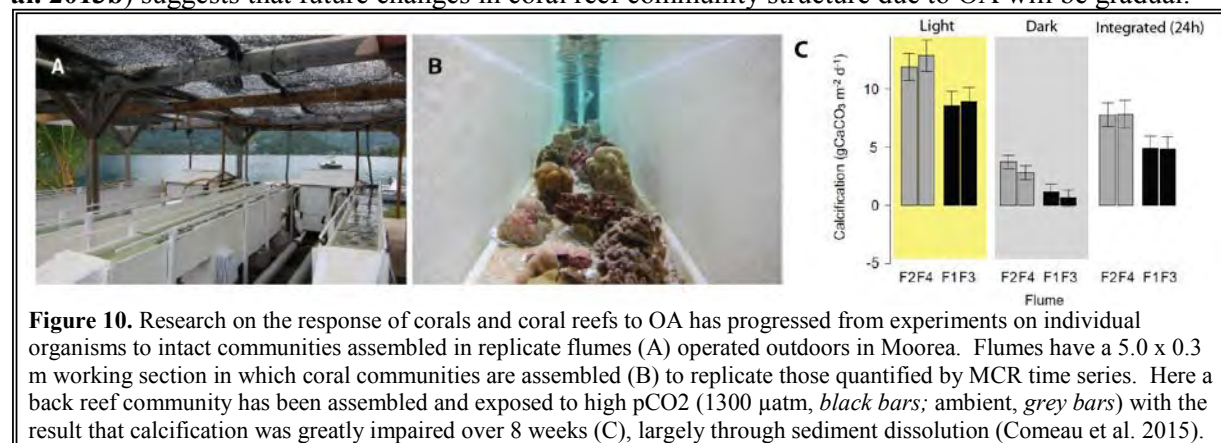 al. 2015b) suggests that future changes in coral reef community structure due to OA will be gradual.
A
B
C
Light
Dark
Integrated (24h)
Calcification (gCaCO3 m-2 d-1)
10
5
0
-5
F2F4 F1F3
F2F4 F1F3
F2F4 F1F3
Flume
Figure 10. Research on the response of corals and coral reefs to OA has progressed from experiments on individual
organisms to intact communities assembled in replicate flumes (A) operated outdoors in Moorea. Flumes have a 5.0 x 0.3
m working section in which coral communities are assembled (B) to replicate those quantified by MCR time series. Here a
back reef community has been assembled and exposed to high pCO2 (1300 µatm, black bars; ambient, grey bars) with the
result that calcification was greatly impaired over 8 weeks (C), largely through sediment dissolution (Comeau et al. 2015).